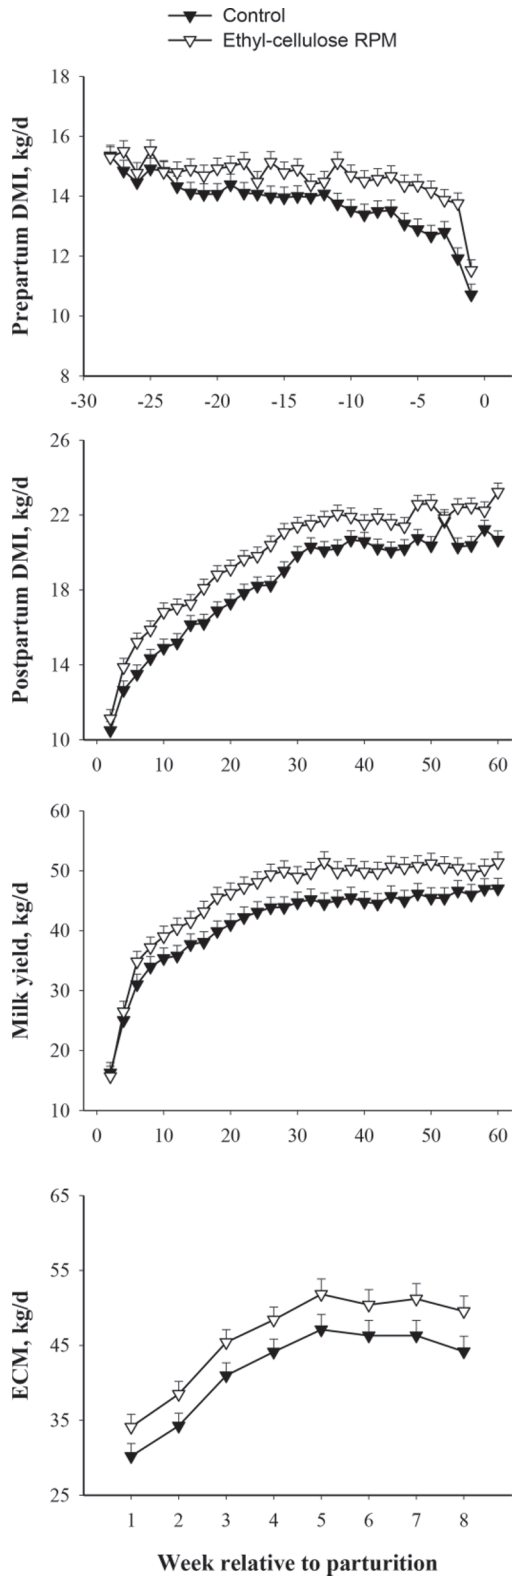 Control
Ethyl-cellulose RPM
Prepartum DMI, kg/d
18
16
14
12
10
8
-30 -25 -20 -15 -10 -5 0
Postpartum DMI, kg/d
26
22
18
14
10
0 10 20 30 40 50 60
Milk yield, kg/d
60
50
40
30
20
10
0 10 20 30 40 50 60
ECM, kg/d
65
55
45
35
25
1 2 3 4 5 6 7 8
Week relative to parturition